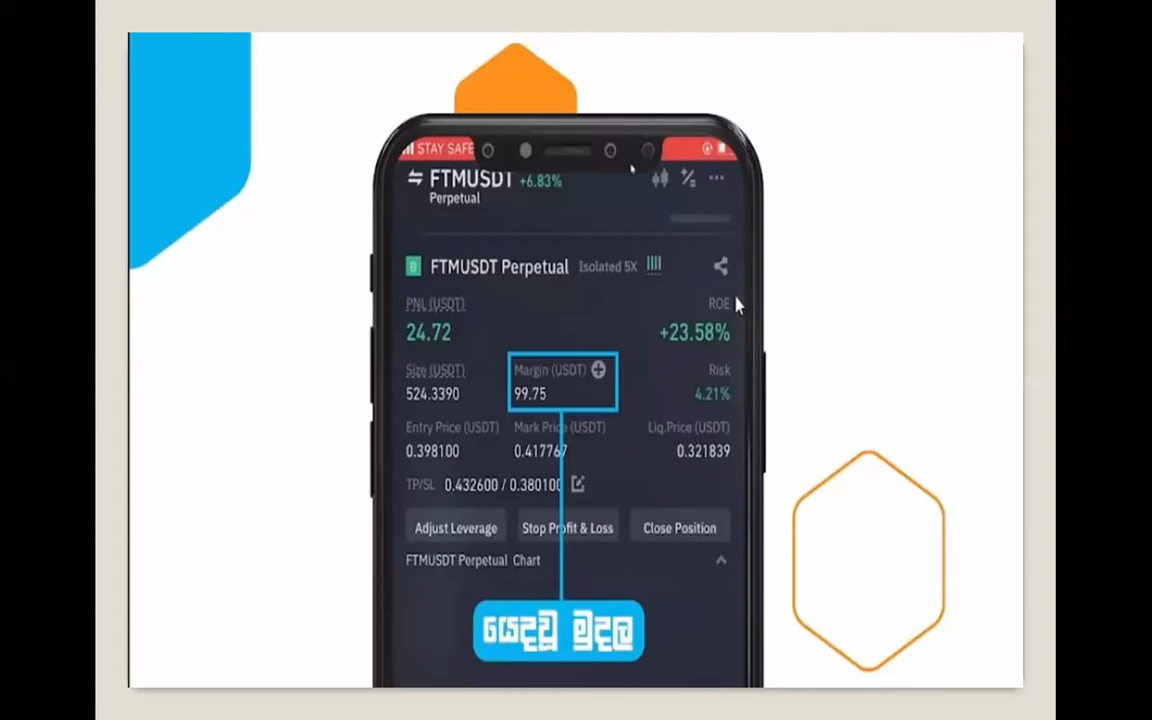 STAY SAFE
FTMUSDT +6.83%
Perpetual
B FTMUSDT Perpetual Isolated 5X
PNL (USDT) ROE
24.72 +23.58%
Size (USDT) Margin (USDT) Risk
524.3390 99.75 4.21%
Entry Price (USDT) Mark Price (USDT) Liq.Price (USDT)
0.398100 0.417767 0.321839
TP/SL 0.432600 / 0.380100
Adjust Leverage Stop Profit & Loss Close Position
FTMUSDT Perpetual Chart
යෙදවූ මුදල